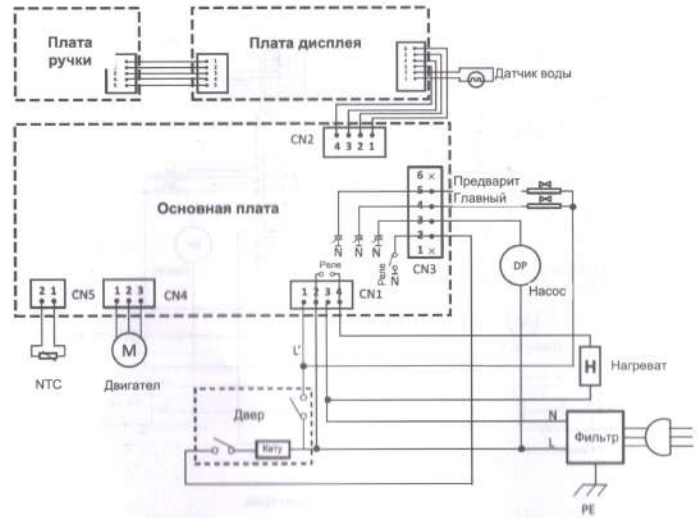 Плата
ручки
Плата дисплея
Датчик воды
CN2
4 3 2 1
Основная плата
6 ×
5
4
3
2
1 ×
CN3
Предварит
Главный
N N N
Реле
N
Реле
DP
Насос
2 1
CN5
1 2 3
CN4
1 2 3 4
CN1
M
NTC
Двигател
L'
H
Нагреват
Двер
Кату
N
L
Фильтр
PE